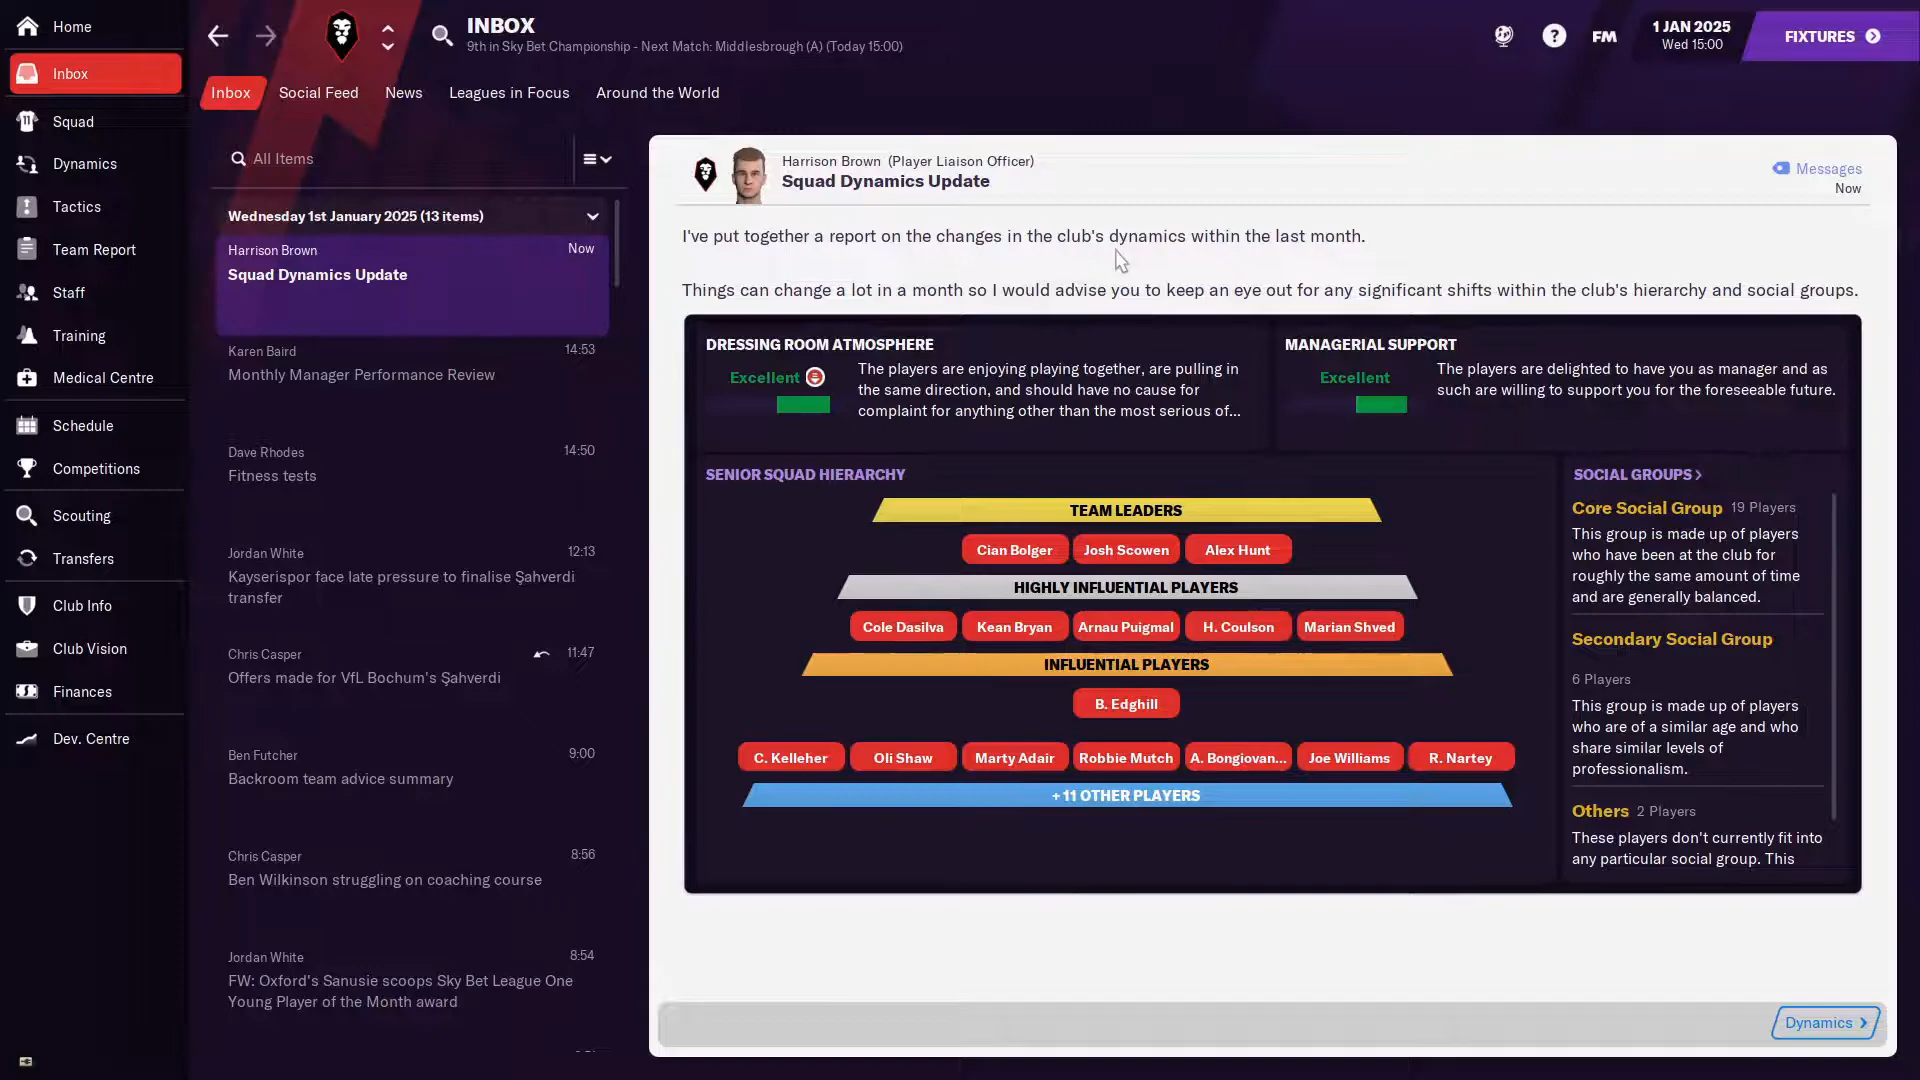 Home
Inbox
Squad
Dynamics
Tactics
Team Report
Staff
Training
Medical Centre
Schedule
Competitions
Scouting
Transfers
Club Info
Club Vision
Finances
Dev. Centre
INBOX
9th in Sky Bet Championship - Next Match: Middlesbrough (A) (Today 15:00)
?
FM
1 JAN 2025
Wed 15:00
FIXTURES
Inbox
Social Feed
News
Leagues in Focus
Around the World
All Items
Wednesday 1st January 2025 (13 items)
Harrison Brown
Now
Squad Dynamics Update
Karen Baird
14:53
Monthly Manager Performance Review
Dave Rhodes
14:50
Fitness tests
Jordan White
12:13
Kayserispor face late pressure to finalise Şahverdi
transfer
Chris Casper
11:47
Offers made for VfL Bochum's Şahverdi
Ben Futcher
9:00
Backroom team advice summary
Chris Casper
8:56
Ben Wilkinson struggling on coaching course
Jordan White
8:54
FW: Oxford's Sanusie scoops Sky Bet League One
Young Player of the Month award
Harrison Brown (Player Liaison Officer)
Squad Dynamics Update
Messages
Now
I've put together a report on the changes in the club's dynamics within the last month.
Things can change a lot in a month so I would advise you to keep an eye out for any significant shifts within the club's hierarchy and social groups.
DRESSING ROOM ATMOSPHERE
Excellent
The players are enjoying playing together, are pulling in
the same direction, and should have no cause for
complaint for anything other than the most serious of...
MANAGERIAL SUPPORT
Excellent
The players are delighted to have you as manager and as
such are willing to support you for the foreseeable future.
SENIOR SQUAD HIERARCHY
TEAM LEADERS
Cian Bolger
Josh Scowen
Alex Hunt
HIGHLY INFLUENTIAL PLAYERS
Cole Dasilva
Kean Bryan
Arnau Puigmal
H. Coulson
Marian Shved
INFLUENTIAL PLAYERS
B. Edghill
C. Kelleher
Oli Shaw
Marty Adair
Robbie Mutch
A. Bongiovan...
Joe Williams
R. Nartey
+ 11 OTHER PLAYERS
SOCIAL GROUPS >
Core Social Group 19 Players
This group is made up of players
who have been at the club for
roughly the same amount of time
and are generally balanced.
Secondary Social Group
6 Players
This group is made up of players
who are of a similar age and who
share similar levels of
professionalism.
Others 2 Players
These players don't currently fit into
any particular social group. This
Dynamics >